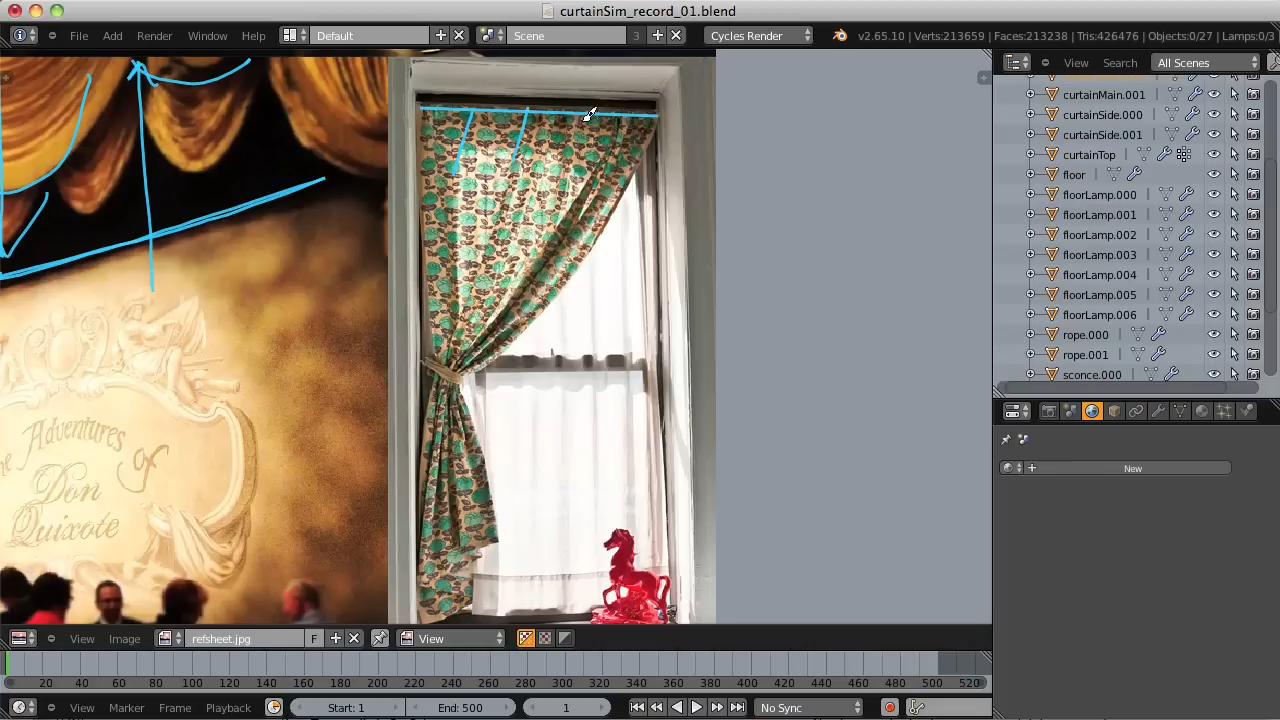 curtainSim_record_01.blend
File Add Render Window Help Default Scene 3 Cycles Render v2.65.10 | Verts:213659 | Faces:213238 | Tris:426476 | Objects:0/27 | Lamps:0/3
View Search All Scenes
curtainMain.001
curtainSide.000
curtainSide.001
curtainTop
floor
floorLamp.000
floorLamp.001
floorLamp.002
floorLamp.003
floorLamp.004
floorLamp.005
floorLamp.006
rope.000
rope.001
sconce.000
New
Adventures
of
Don
Quixote
View Image refsheet.jpg F View
20 40 60 80 100 120 140 160 180 200 220 240 260 280 300 320 340 360 380 400 420 440 460 480 500 520
View Marker Frame Playback Start: 1 End: 500 1 No Sync